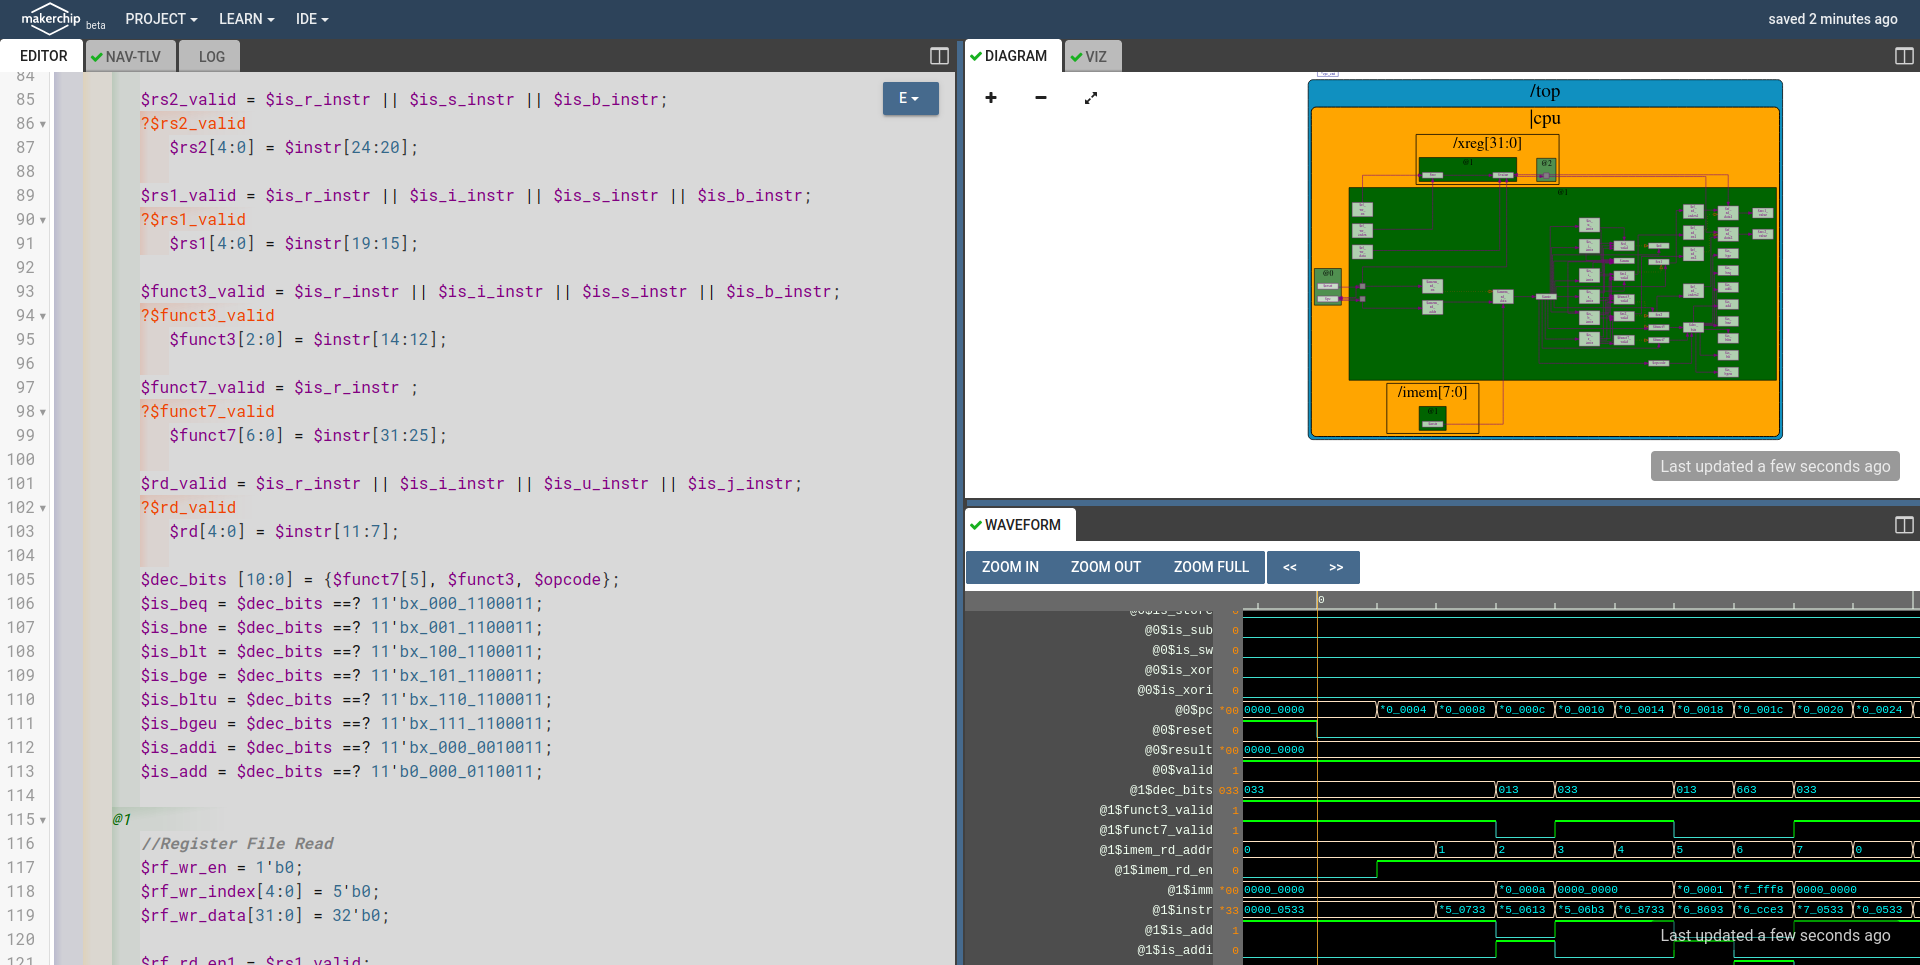 makerchip beta PROJECT LEARN IDE saved 2 minutes ago
EDITOR NAV-TLV LOG
84
85 $rs2_valid = $is_r_instr || $is_s_instr || $is_b_instr;
86 ?$rs2_valid
87 $rs2[4:0] = $instr[24:20];
88
89 $rs1_valid = $is_r_instr || $is_i_instr || $is_s_instr || $is_b_instr;
90 ?$rs1_valid
91 $rs1[4:0] = $instr[19:15];
92
93 $funct3_valid = $is_r_instr || $is_i_instr || $is_s_instr || $is_b_instr;
94 ?$funct3_valid
95 $funct3[2:0] = $instr[14:12];
96
97 $funct7_valid = $is_r_instr ;
98 ?$funct7_valid
99 $funct7[6:0] = $instr[31:25];
100
101 $rd_valid = $is_r_instr || $is_i_instr || $is_u_instr || $is_j_instr;
102 ?$rd_valid
103 $rd[4:0] = $instr[11:7];
104
105 $dec_bits [10:0] = {$funct7[5], $funct3, $opcode};
106 $is_beq = $dec_bits ==? 11'bx_000_1100011;
107 $is_bne = $dec_bits ==? 11'bx_001_1100011;
108 $is_blt = $dec_bits ==? 11'bx_100_1100011;
109 $is_bge = $dec_bits ==? 11'bx_101_1100011;
110 $is_bltu = $dec_bits ==? 11'bx_110_1100011;
111 $is_bgeu = $dec_bits ==? 11'bx_111_1100011;
112 $is_addi = $dec_bits ==? 11'bx_000_0010011;
113 $is_add = $dec_bits ==? 11'b0_000_0110011;
114
115 @1
116 //Register File Read
117 $rf_wr_en = 1'b0;
118 $rf_wr_index[4:0] = 5'b0;
119 $rf_wr_data[31:0] = 32'b0;
120
121 $rf_rd_en1 = $rs1_valid;
E
DIAGRAM VIZ
/top
|cpu
/xreg[31:0]
@1 @2
@1
@0
/imem[7:0]
@1
Last updated a few seconds ago
WAVEFORM
ZOOM IN ZOOM OUT ZOOM FULL << >>
0
@0$is_store 0
@0$is_sub 0
@0$is_sw 0
@0$is_xor 0
@0$is_xori 0
@0$pc *00 0000_0000 *0_0004 *0_0008 *0_000c *0_0010 *0_0014 *0_0018 *0_001c *0_0020 *0_0024
@0$reset 0
@0$result *00 0000_0000
@0$valid 1
@1$dec_bits 033 033 013 033 013 663 033
@1$funct3_valid 1
@1$funct7_valid 1
@1$imem_rd_addr 0 0 1 2 3 4 5 6 7 0
@1$imem_rd_en 0
@1$imm *00 0000_0000 *0_000a 0000_0000 *0_0001 *f_fff8 0000_0000
@1$instr *33 0000_0533 *5_0733 *5_0613 *5_06b3 *6_8733 *6_8693 *6_cce3 *7_0533 *0_0533
@1$is_add 1
@1$is_addi 0
Last updated a few seconds ago